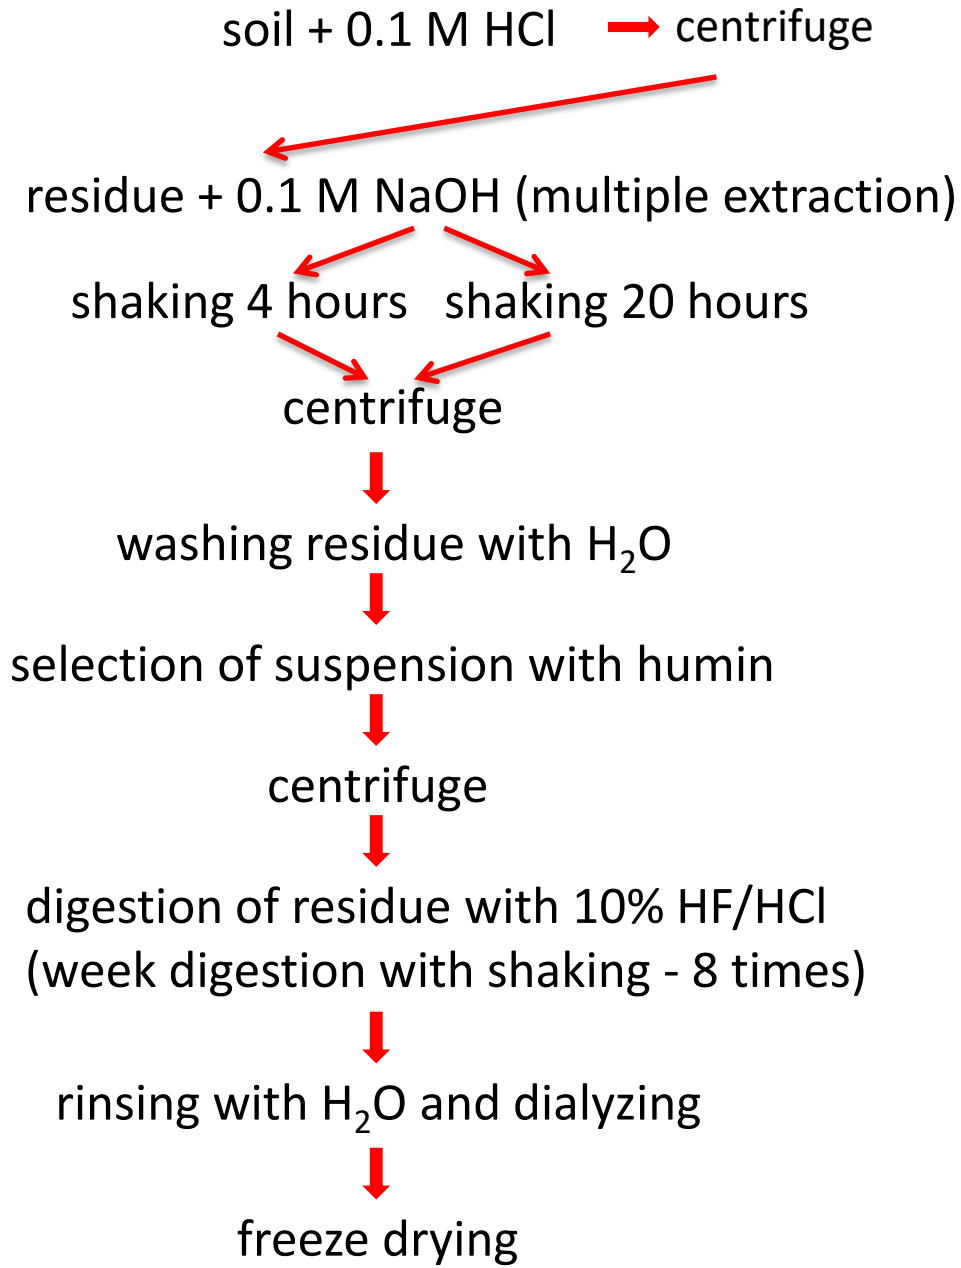 soil + 0.1 M HCl centrifuge
residue + 0.1 M NaOH (multiple extraction)
shaking 4 hours shaking 20 hours
centrifuge
washing residue with H₂O
selection of suspension with humin
centrifuge
digestion of residue with 10% HF/HCl
(week digestion with shaking - 8 times)
rinsing with H₂O and dialyzing
freeze drying